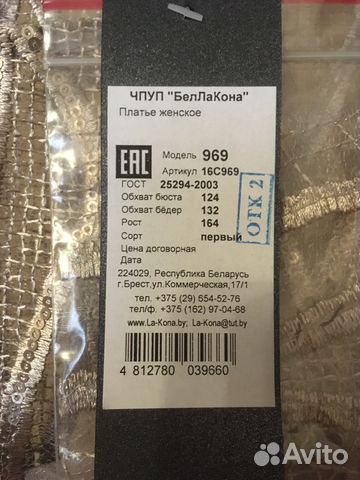 ЧПУП "БелЛаКона"
Платье женское
EAC
Модель 969
Артикул 16С969
ГОСТ 25294-2003
Обхват бюста 124
Обхват бёдер 132
Рост 164
Сорт первый
Цена договорная
Дата
ОТК 2
224029, Республика Беларусь
г.Брест,ул.Коммерческая,17/1
тел. +375 (29) 654-52-76
тел/ф. +375 (162) 97-04-68
www.La-Kona.by; La-Kona@tut.by
4 812780 039660
Avito